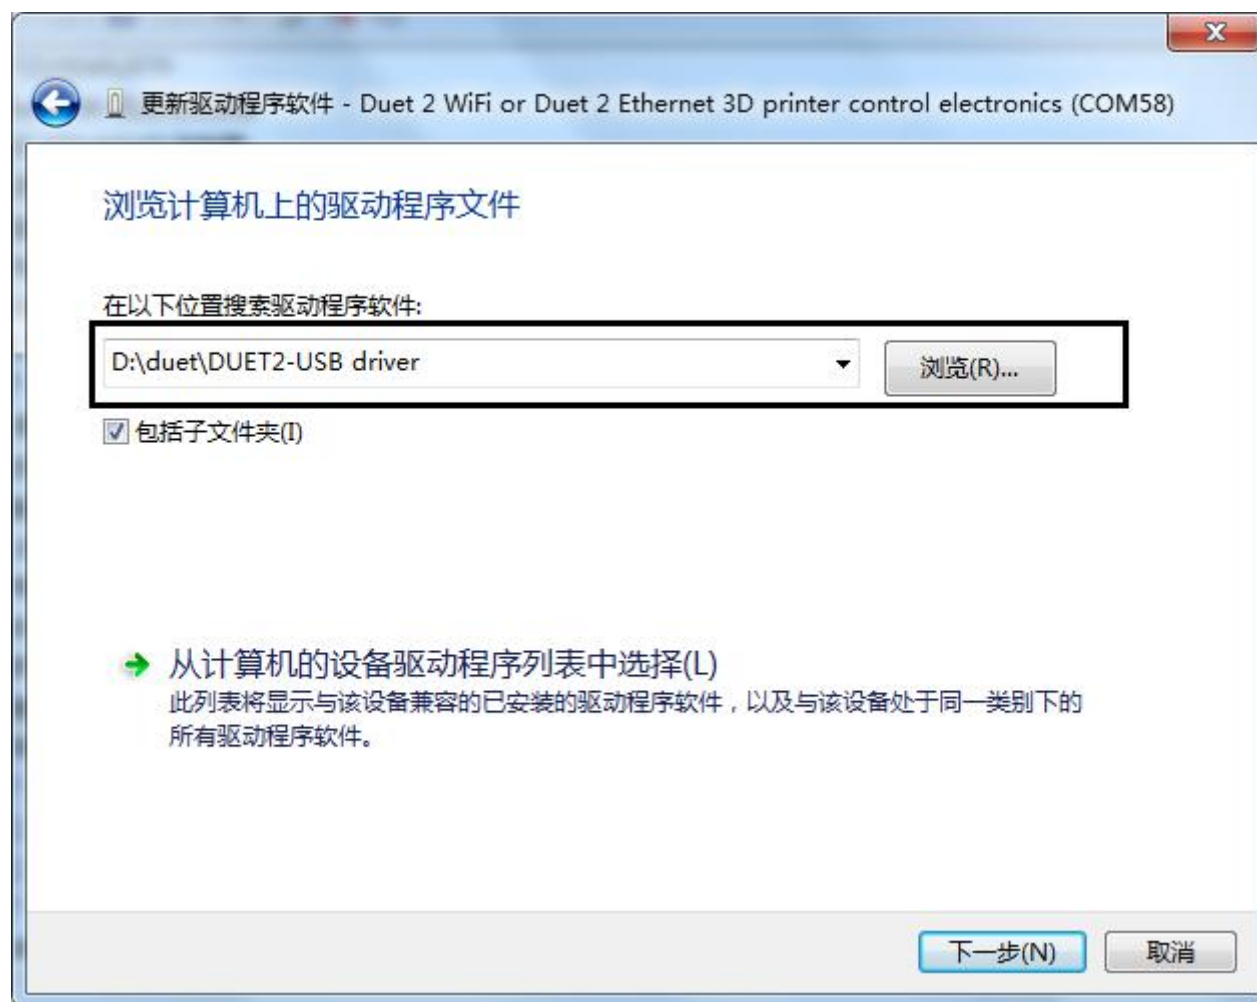 更新驱动程序软件 - Duet 2 WiFi or Duet 2 Ethernet 3D printer control electronics (COM58)
浏览计算机上的驱动程序文件
在以下位置搜索驱动程序软件:
D:\duet\DUET2-USB driver
浏览(R)...
包括子文件夹(I)
从计算机的设备驱动程序列表中选择(L)
此列表将显示与该设备兼容的已安装的驱动程序软件，以及与该设备处于同一类别下的
所有驱动程序软件。
下一步(N)
取消